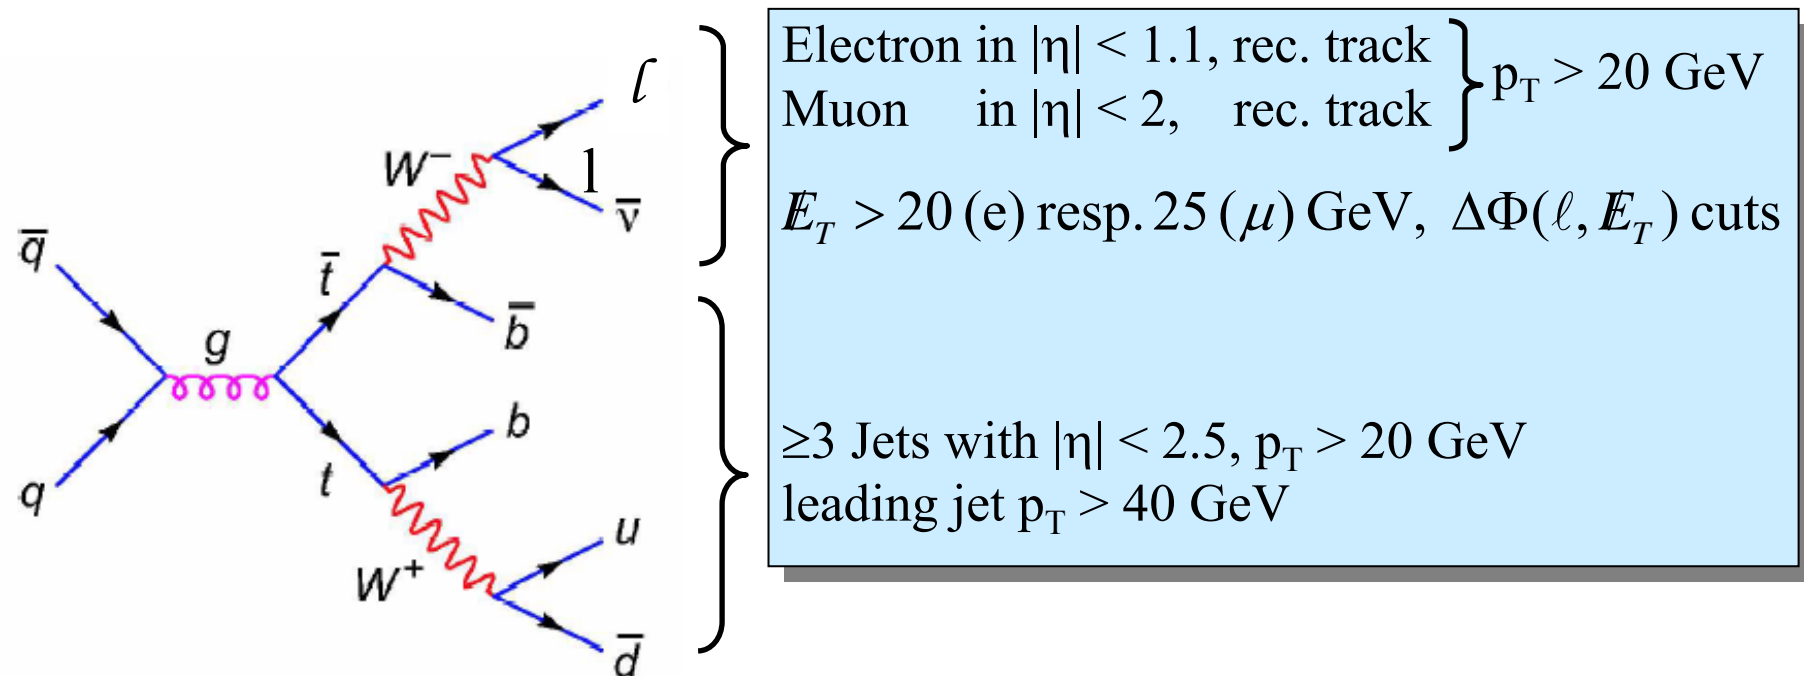 Electron in |η| < 1.1, rec. track
Muon in |η| < 2, rec. track
p_T > 20 GeV
E̸_T > 20 (e) resp. 25 (μ) GeV, ΔΦ(ℓ, E̸_T) cuts
≥3 Jets with |η| < 2.5, p_T > 20 GeV
leading jet p_T > 40 GeV
l
W⁻
1
ν̄
q̄
t̄
b̄
g
b
t
q
u
W⁺
d̄